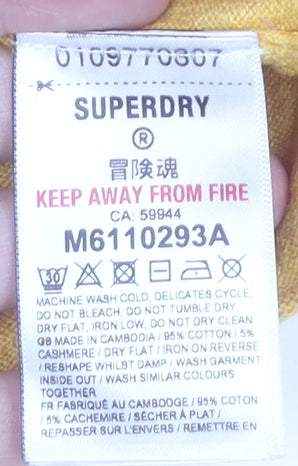 0109770807
SUPERDRY
®
冒険魂
KEEP AWAY FROM FIRE
CA: 59944
M6110293A
30
MACHINE WASH COLD, DELICATES CYCLE,
DO NOT BLEACH, DO NOT TUMBLE DRY,
DRY FLAT, IRON LOW, DO NOT DRY CLEAN
GB MADE IN CAMBODIA / 95% COTTON / 5%
CASHMERE / DRY FLAT / IRON ON REVERSE
/ RESHAPE WHILST DAMP / WASH GARMENT
INSIDE OUT / WASH SIMILAR COLOURS
TOGETHER
FR FABRIQUÉ AU CAMBODGE / 95% COTON
/ 5% CACHEMIRE / SÉCHER À PLAT /
REPASSER SUR L'ENVERS / REMETTRE EN